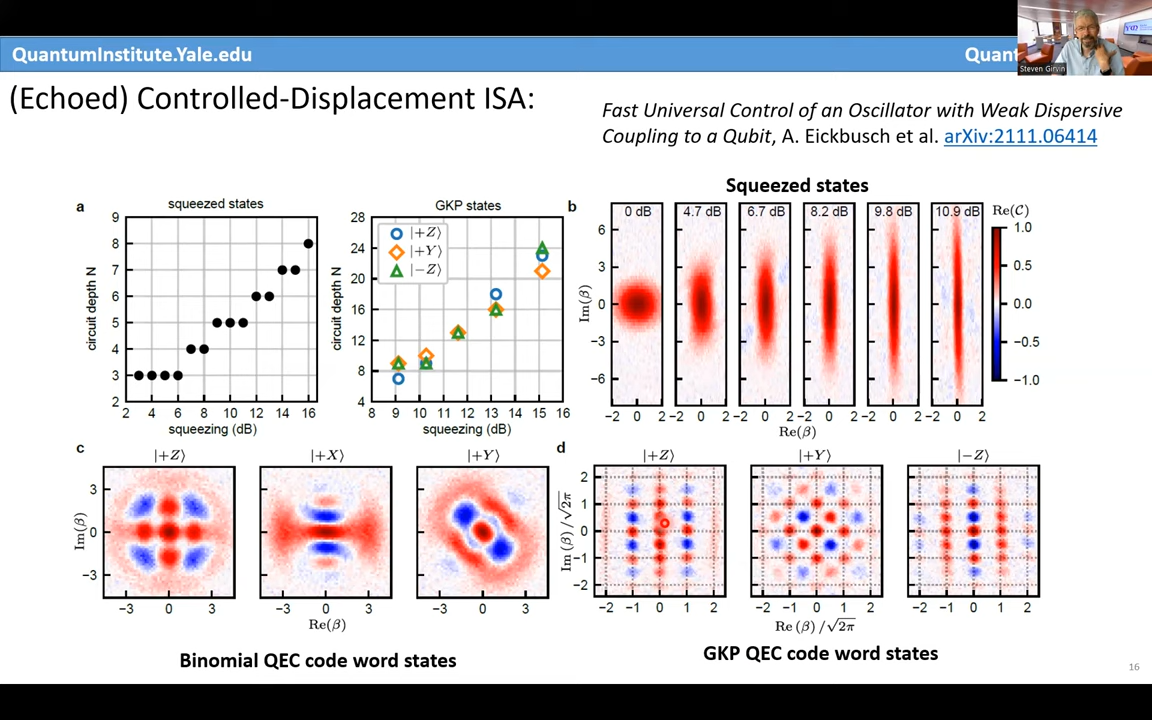 QuantumInstitute.Yale.edu
Quant
Steven Girvin
(Echoed) Controlled-Displacement ISA:
Fast Universal Control of an Oscillator with Weak Dispersive
Coupling to a Qubit, A. Eickbusch et al. arXiv:2111.06414
Squeezed states
a
squeezed states
9
8
7
6
5
4
3
2
circuit depth N
2 4 6 8 10 12 14 16
squeezing (dB)
GKP states
28
24
20
16
12
8
4
circuit depth N
|+Z⟩
|+Y⟩
|−Z⟩
8 9 10 11 12 13 14 15 16
squeezing (dB)
b
0 dB 4.7 dB 6.7 dB 8.2 dB 9.8 dB 10.9 dB
6
3
0
−3
−6
Im(β)
−2 0 2 −2 0 2 −2 0 2 −2 0 2 −2 0 2 −2 0 2
Re(β)
Re(C)
1.0
0.5
0.0
−0.5
−1.0
c
|+Z⟩ |+X⟩ |+Y⟩
3
0
−3
Im(β)
−3 0 3 −3 0 3 −3 0 3
Re(β)
Binomial QEC code word states
d
|+Z⟩ |+Y⟩ |−Z⟩
2
1
0
−1
−2
Im (β) /√2π
−2 −1 0 1 2 −2 −1 0 1 2 −2 −1 0 1 2
Re (β) /√2π
GKP QEC code word states
16